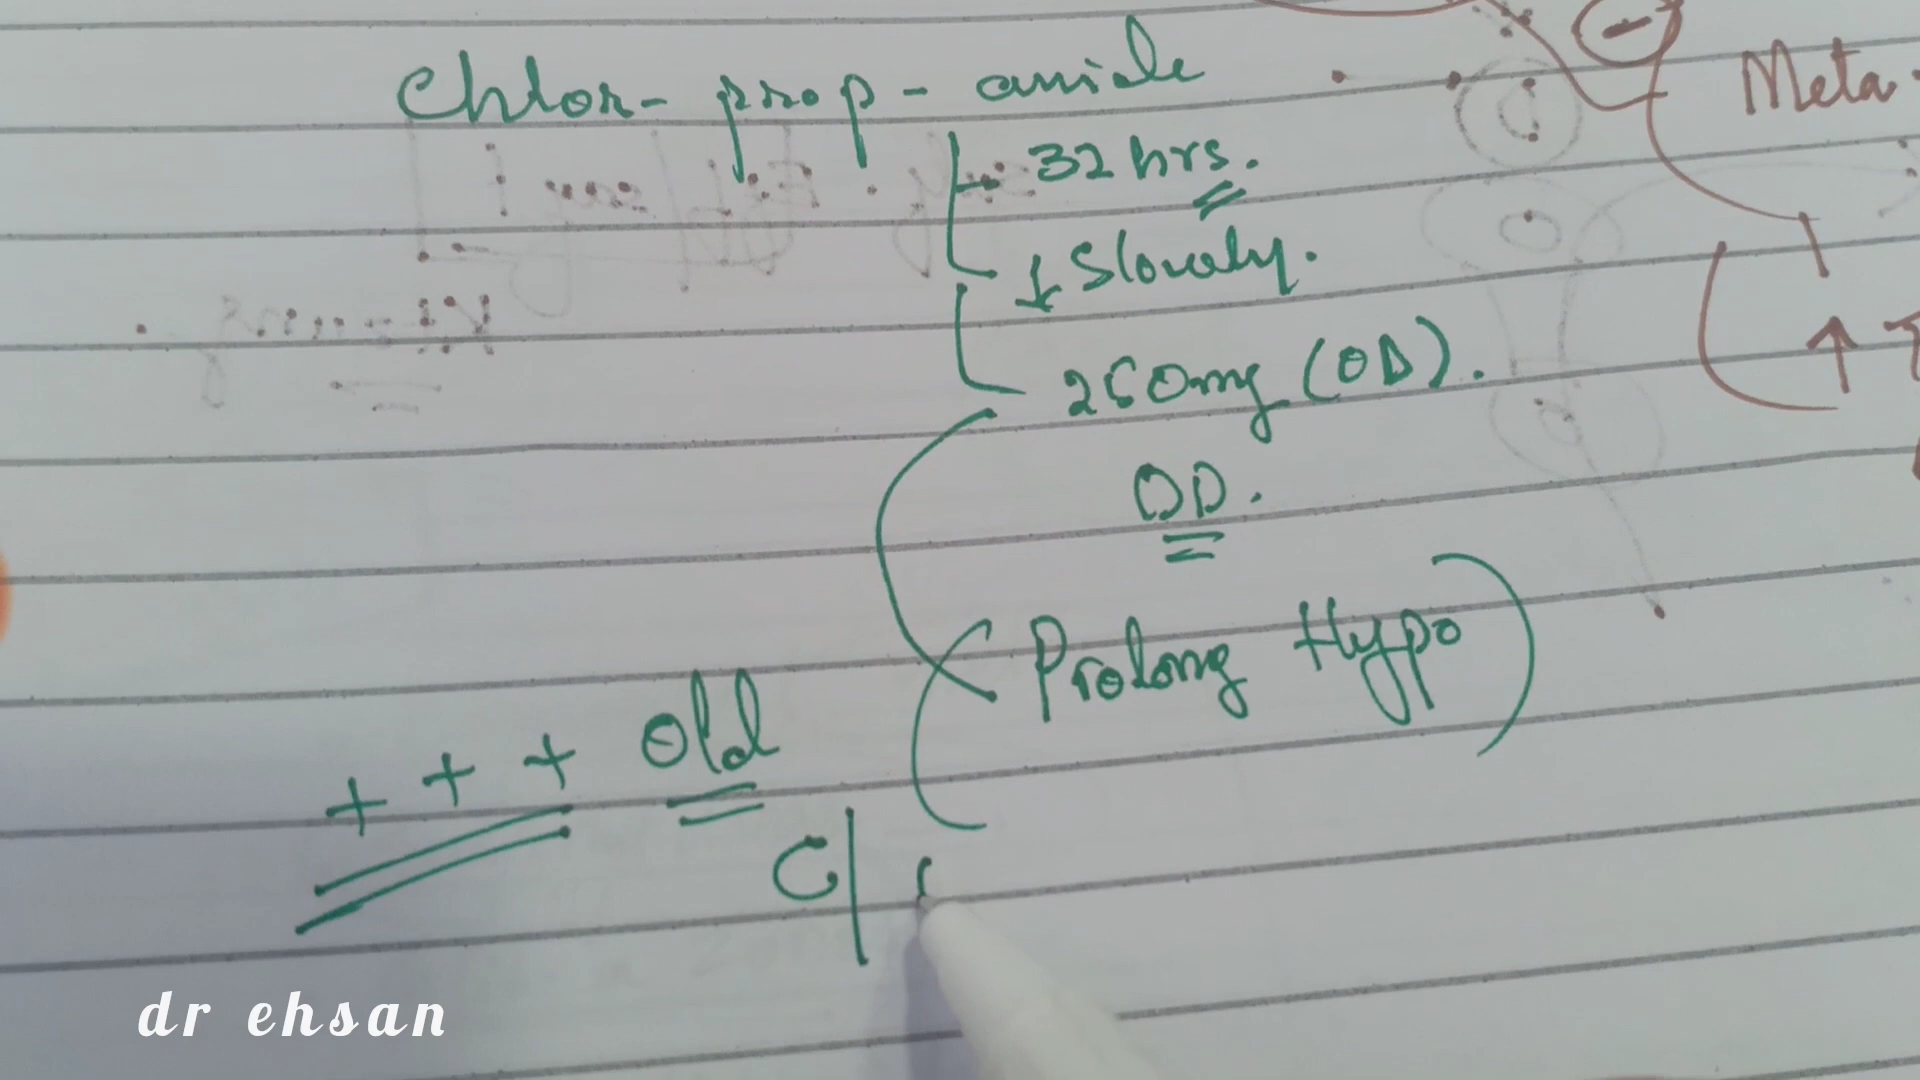 Chlor-prop-amide
Meta-
32 hrs.
↓ Slowly.
↑
250mg (OD).
OD.
Prolong Hypo
+ + + Old
C|
dr ehsan